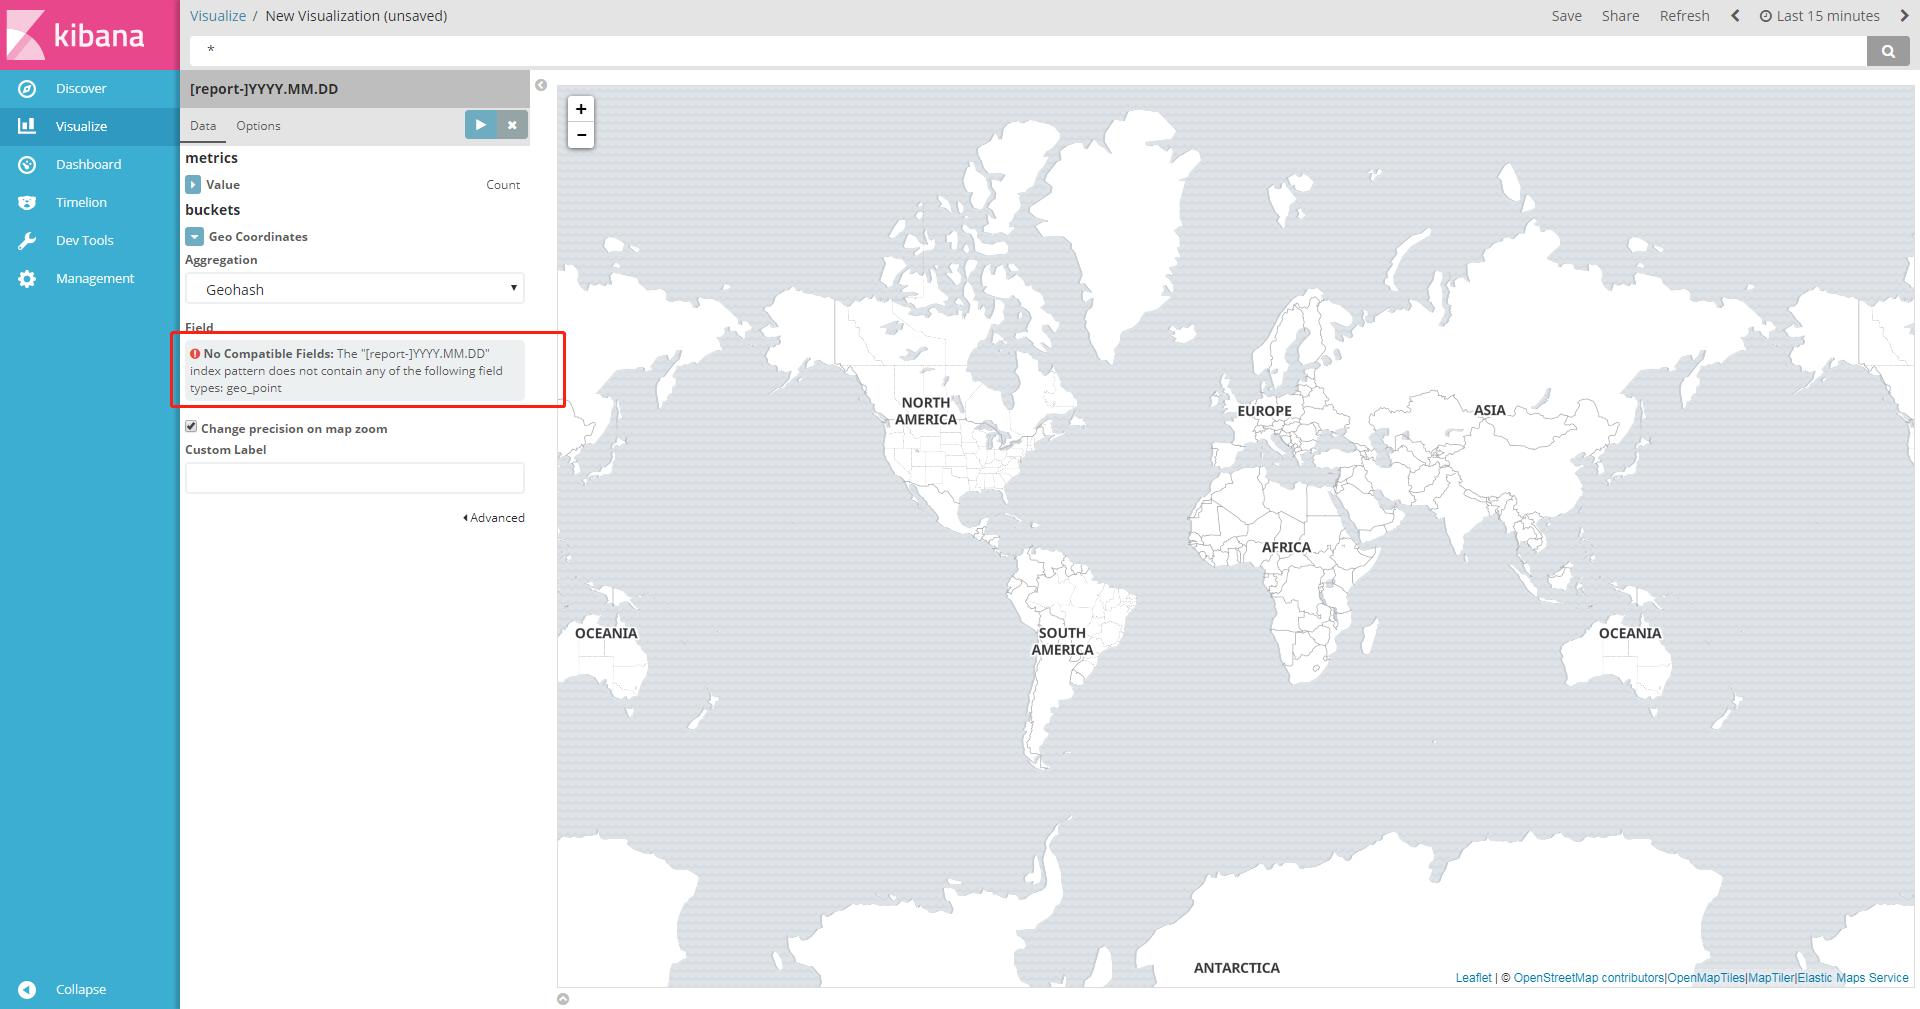 kibana
Discover
Visualize
Dashboard
Timelion
Dev Tools
Management
Collapse
Visualize / New Visualization (unsaved)
Save Share Refresh Last 15 minutes
*
[report-]YYYY.MM.DD
Data Options
metrics
Value Count
buckets
Geo Coordinates
Aggregation
Geohash
Field
No Compatible Fields: The "[report-]YYYY.MM.DD"
index pattern does not contain any of the following field
types: geo_point
Change precision on map zoom
Custom Label
Advanced
+
−
NORTH
AMERICA
EUROPE
ASIA
AFRICA
OCEANIA
SOUTH
AMERICA
OCEANIA
ANTARCTICA
Leaflet | © OpenStreetMap contributors|OpenMapTiles|MapTiler|Elastic Maps Service